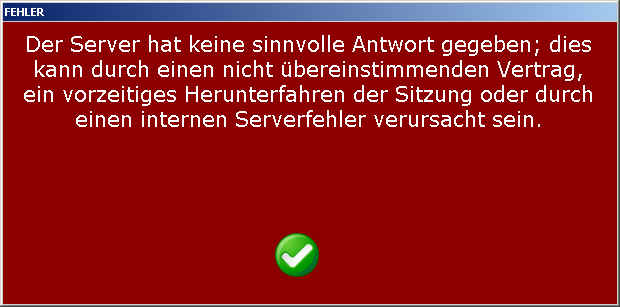 FEHLER
Der Server hat keine sinnvolle Antwort gegeben; dies
kann durch einen nicht übereinstimmenden Vertrag,
ein vorzeitiges Herunterfahren der Sitzung oder durch
einen internen Serverfehler verursacht sein.